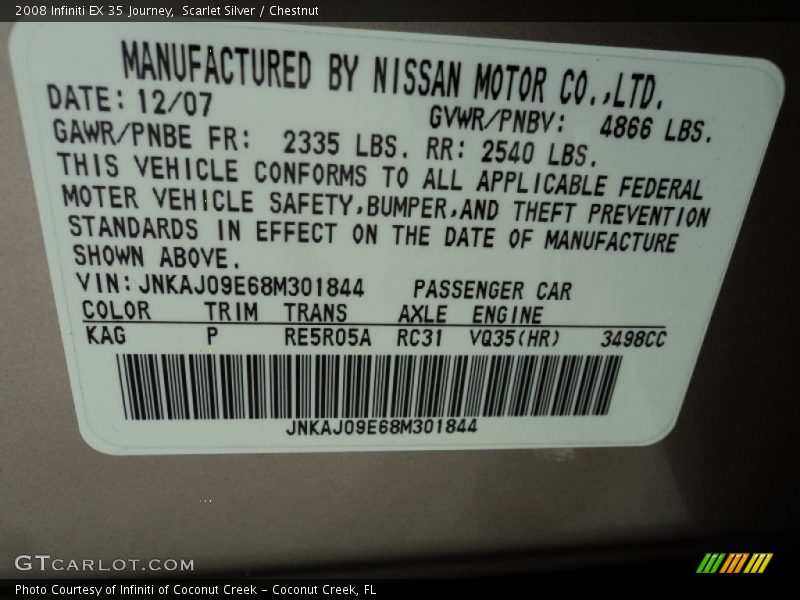 2008 Infiniti EX 35 Journey,  Scarlet Silver / Chestnut
MANUFACTURED BY NISSAN MOTOR CO.,LTD.
DATE: 12/07 GVWR/PNBV: 4866 LBS.
GAWR/PNBE FR: 2335 LBS. RR: 2540 LBS.
THIS VEHICLE CONFORMS TO ALL APPLICABLE FEDERAL
MOTER VEHICLE SAFETY,BUMPER,AND THEFT PREVENTION
STANDARDS IN EFFECT ON THE DATE OF MANUFACTURE
SHOWN ABOVE.
VIN: JNKAJ09E68M301844 PASSENGER CAR
COLOR TRIM TRANS AXLE ENGINE
KAG P RE5R05A RC31 VQ35(HR) 3498CC
JNKAJ09E68M301844
GTCARLOT.COM
Photo Courtesy of Infiniti of Coconut Creek - Coconut Creek, FL